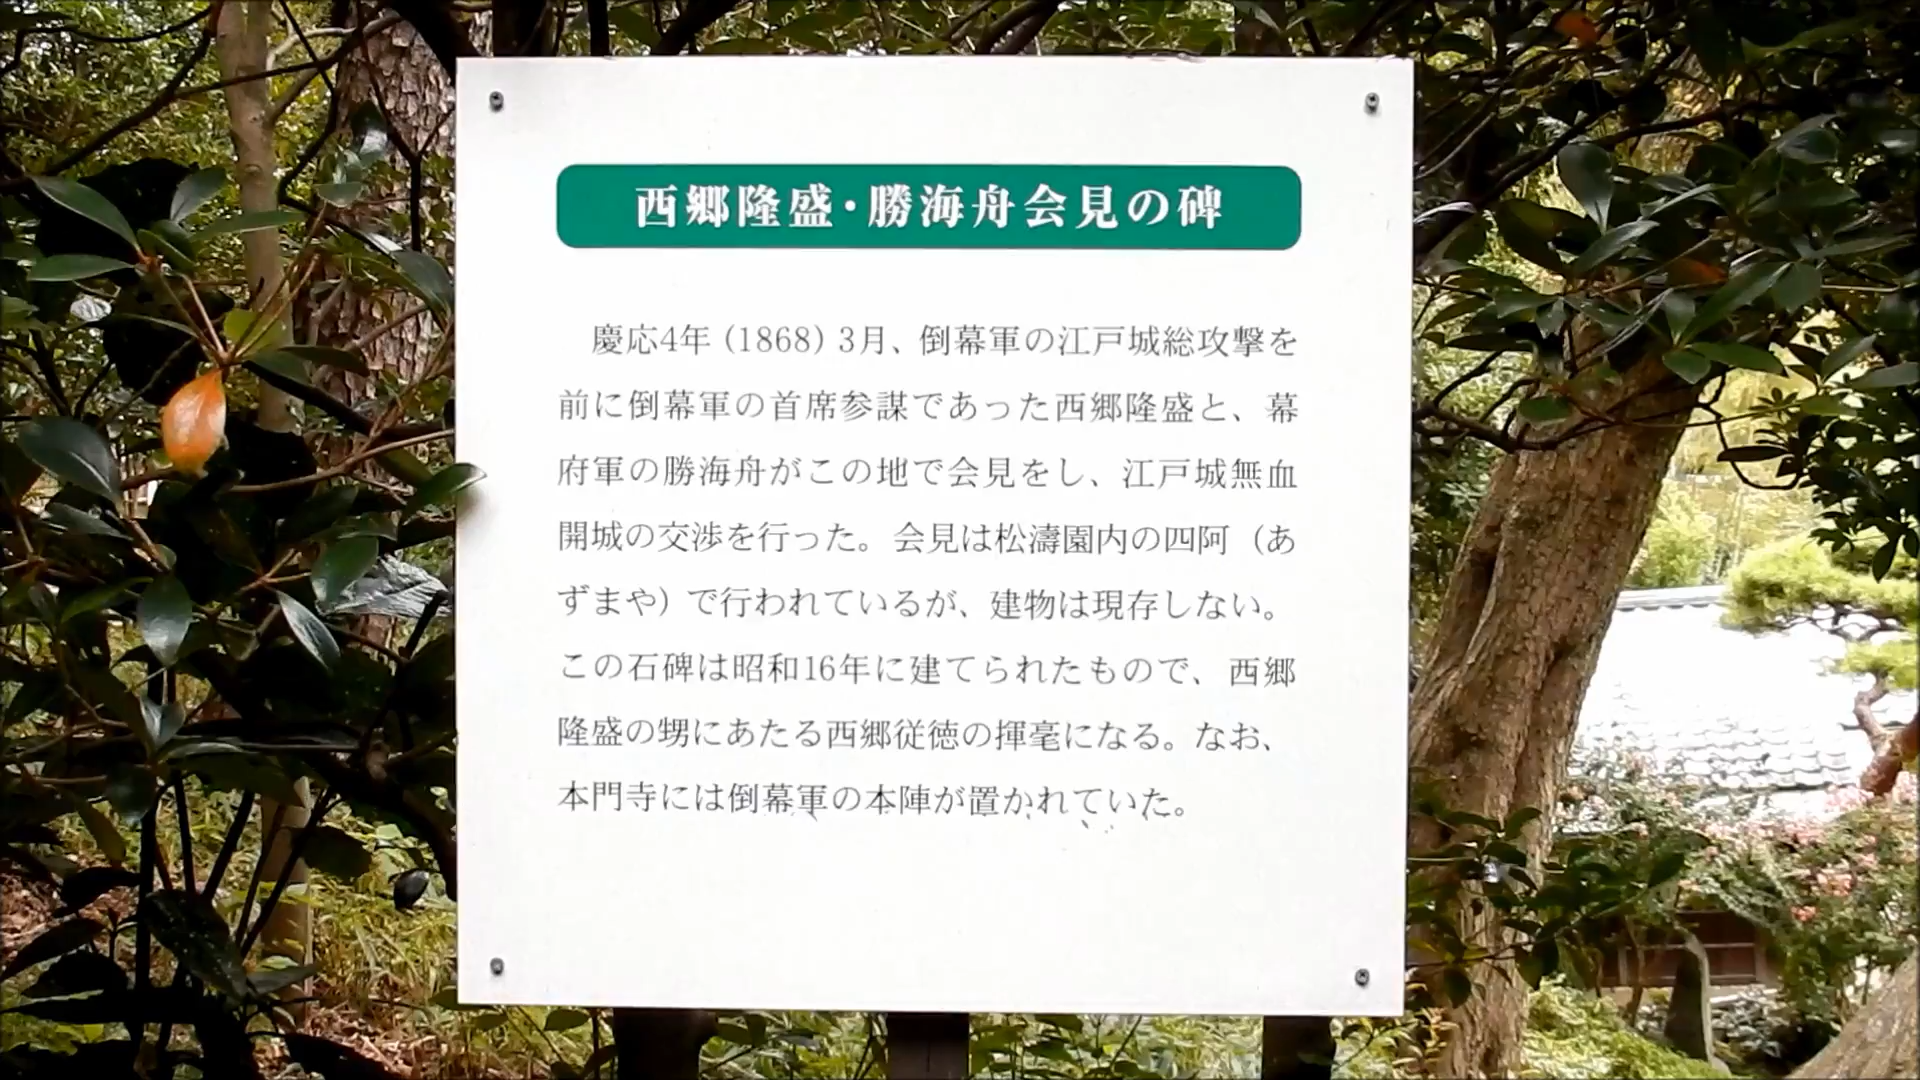 西郷隆盛・勝海舟会見の碑
慶応4年(1868)3月、倒幕軍の江戸城総攻撃を
前に倒幕軍の首席参謀であった西郷隆盛と、幕
府軍の勝海舟がこの地で会見をし、江戸城無血
開城の交渉を行った。会見は松濤園内の四阿(あ
ずまや)で行われているが、建物は現存しない。
この石碑は昭和16年に建てられたもので、西郷
隆盛の甥にあたる西郷従徳の揮毫になる。なお、
本門寺には倒幕軍の本陣が置かれていた。